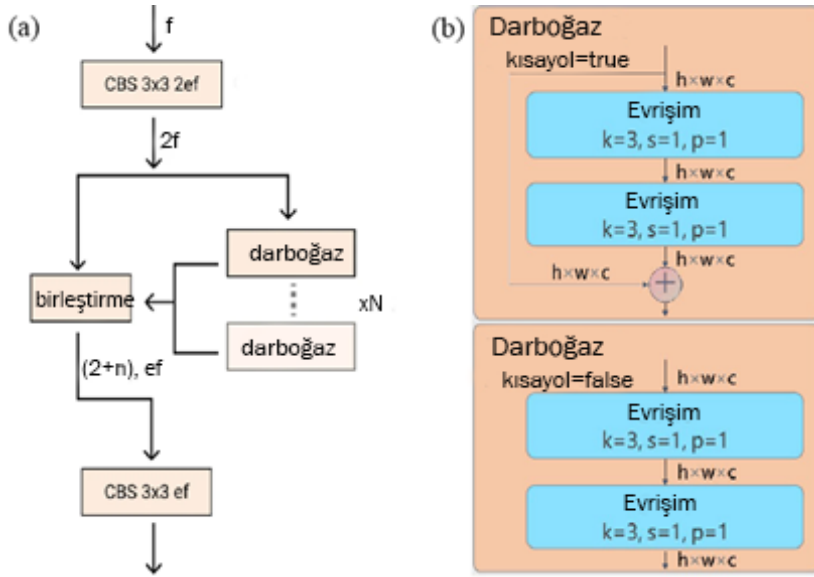 (a)
f
CBS 3x3 2ef
2f
darboğaz
birleştirme
xN
darboğaz
(2+n), ef
CBS 3x3 ef
(b)
Darboğaz
kısayol=true
h×w×c
Evrişim
k=3, s=1, p=1
h×w×c
Evrişim
k=3, s=1, p=1
h×w×c
h×w×c
+
Darboğaz
kısayol=false
h×w×c
Evrişim
k=3, s=1, p=1
h×w×c
Evrişim
k=3, s=1, p=1
h×w×c